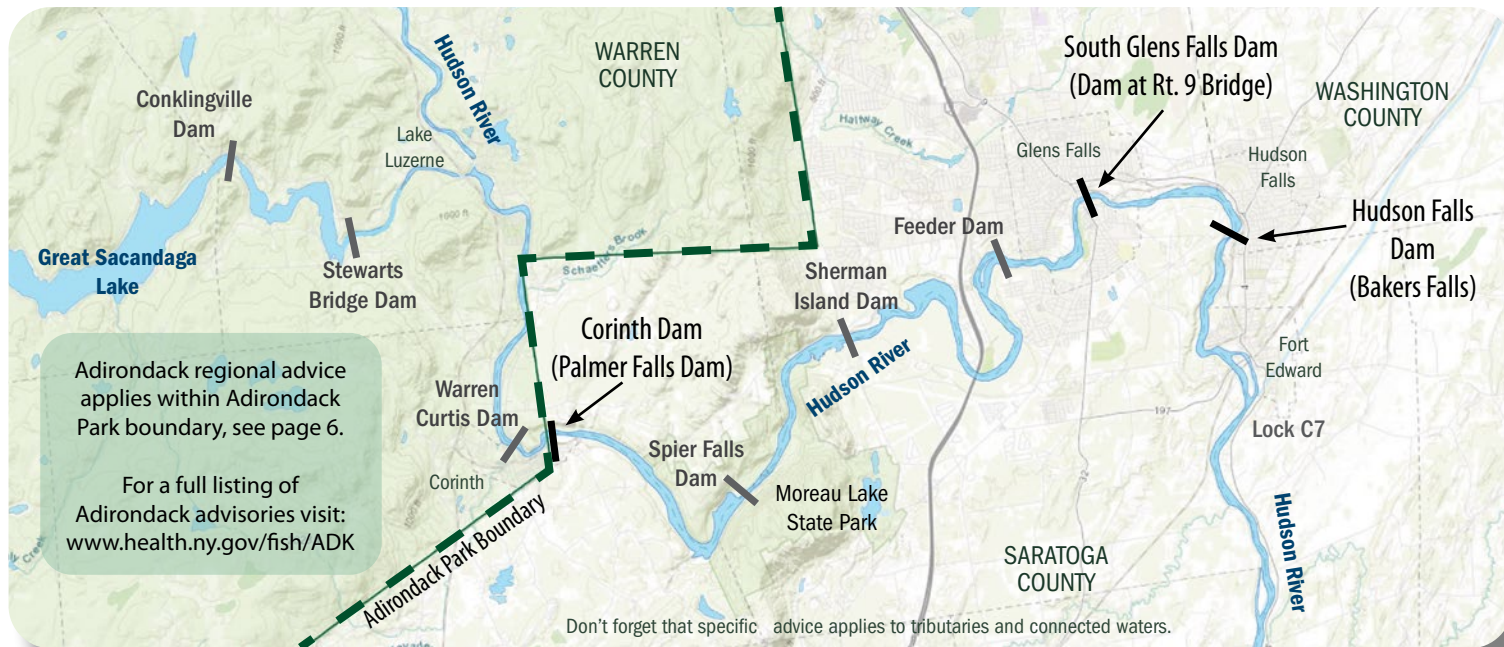 WARREN
COUNTY
Hudson River
South Glens Falls Dam
(Dam at Rt. 9 Bridge)
WASHINGTON
COUNTY
Conklingville
Dam
Lake
Luzerne
Halfway Creek
Glens Falls
Hudson
Falls
1000 ft
Great Sacandaga
Lake
Stewarts
Bridge Dam
Schaeffers Brook
Feeder Dam
Hudson Falls
Dam
(Bakers Falls)
Sherman
Island Dam
Corinth Dam
(Palmer Falls Dam)
Hudson River
Fort
Edward
Adirondack regional advice
applies within Adirondack
Park boundary, see page 6.
For a full listing of
Adirondack advisories visit:
www.health.ny.gov/fish/ADK
Warren
Curtis Dam
197
Lock C7
Corinth
Spier Falls
Dam
Moreau Lake
State Park
32
Hudson River
Adirondack Park Boundary
SARATOGA
COUNTY
Don't forget that specific advice applies to tributaries and connected waters.